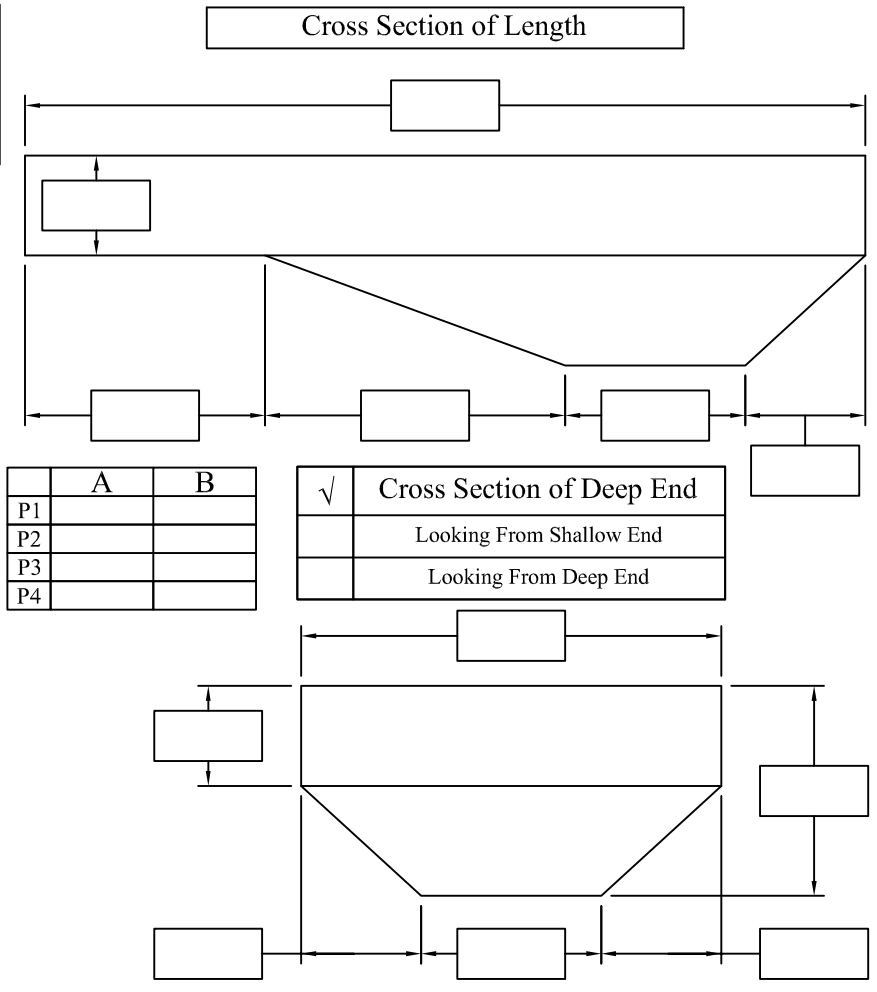 Cross Section of Length
A B
P1
P2
P3
P4
√ Cross Section of Deep End
Looking From Shallow End
Looking From Deep End